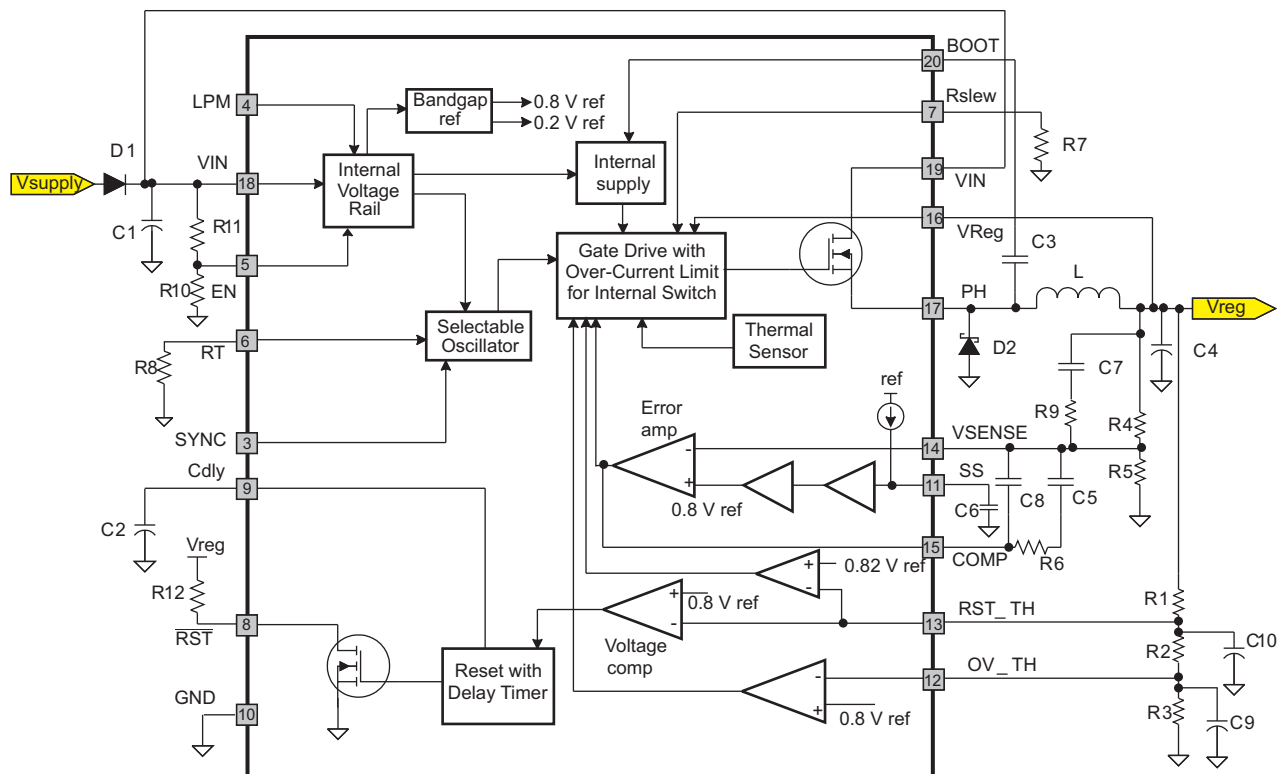 BOOT
20
LPM
4
Bandgap
ref
0.8 V ref
0.2 V ref
Rslew
7
R7
D1
Vsupply
VIN
18
Internal
Voltage
Rail
Internal
supply
19
VIN
C1
R11
16
VReg
C3
5
R10
EN
Gate Drive with
Over-Current Limit
for Internal Switch
L
PH
17
Vreg
6
RT
Selectable
Oscillator
Thermal
Sensor
D2
C4
R8
C7
ref
R9
SYNC
3
Error
amp
-
+
14
VSENSE
R4
Cdly
9
SS
11
R5
0.8 V ref
C6
C8
C5
C2
Vreg
15
COMP
R6
R12
+
-
0.82 V ref
+
-
0.8 V ref
R1
8
RST
Voltage
comp
13
RST_TH
R2
C10
Reset with
Delay Timer
-
+
12
OV_TH
GND
10
0.8 V ref
R3
C9